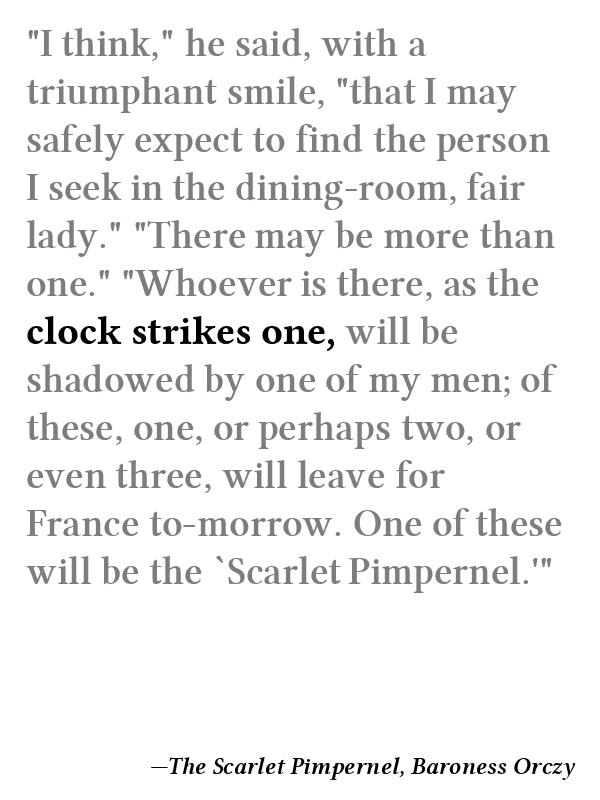 "I think," he said, with a
triumphant smile, "that I may
safely expect to find the person
I seek in the dining-room, fair
lady." "There may be more than
one." "Whoever is there, as the
clock strikes one, will be
shadowed by one of my men; of
these, one, or perhaps two, or
even three, will leave for
France to-morrow. One of these
will be the `Scarlet Pimpernel.'"
—The Scarlet Pimpernel, Baroness Orczy